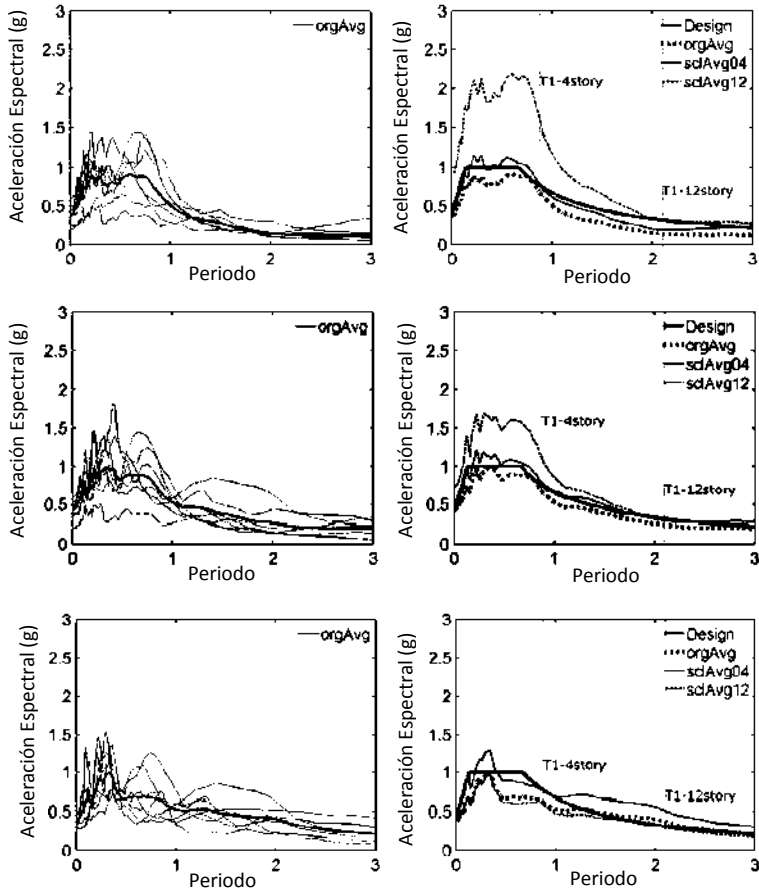 Aceleración Espectral (g)
3
2.5
2
1.5
1
0.5
0
0 1 2 3
Periodo
orgAvg
Aceleración Espectral (g)
3
2.5
2
1.5
1
0.5
0
0 1 2 3
Periodo
Design
orgAvg
sclAvg04
sclAvg12
T1-4story
T1-12story
Aceleración Espectral (g)
3
2.5
2
1.5
1
0.5
0
0 1 2 3
Periodo
orgAvg
Aceleración Espectral (g)
3
2.5
2
1.5
1
0.5
0
0 1 2 3
Periodo
Design
orgAvg
sclAvg04
sclAvg12
T1-4story
T1-12story
Aceleración Espectral (g)
3
2.5
2
1.5
1
0.5
0
0 1 2 3
Periodo
orgAvg
Aceleración Espectral (g)
3
2.5
2
1.5
1
0.5
0
0 1 2 3
Periodo
Design
orgAvg
sclAvg04
sclAvg12
T1-4story
T1-12story